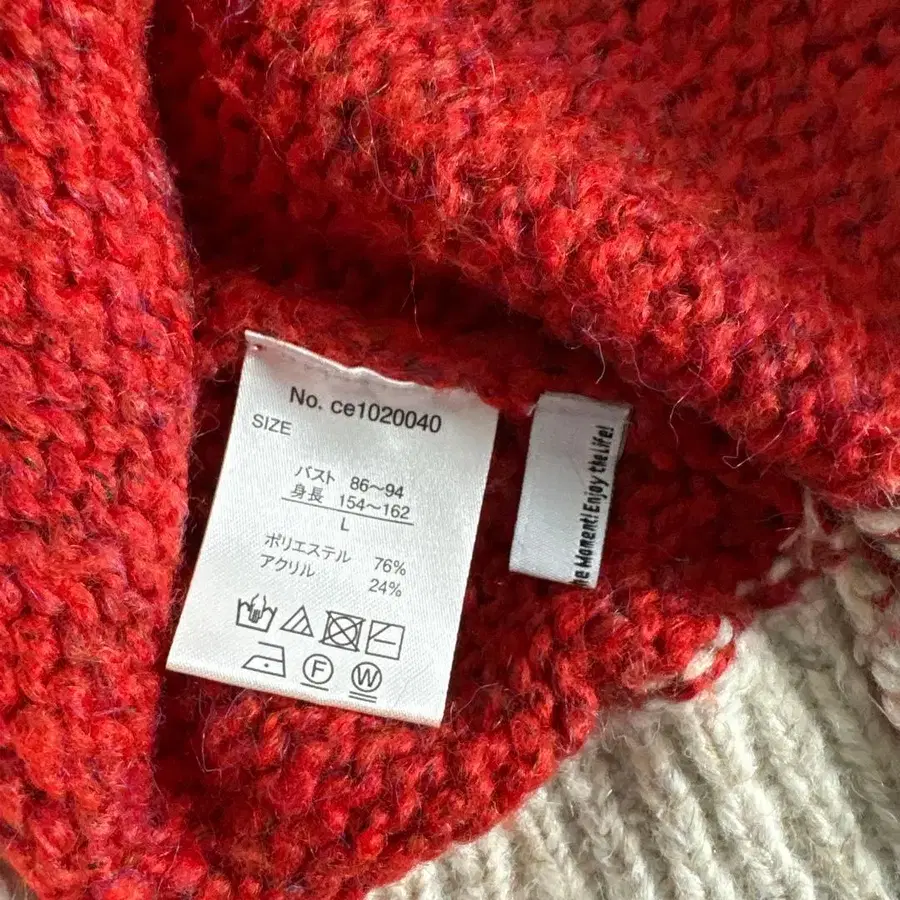 No. ce1020040
SIZE
バスト 86～94
身長 154～162
L
ポリエステル 76%
アクリル 24%
F W
Moment! Enjoy the Life!